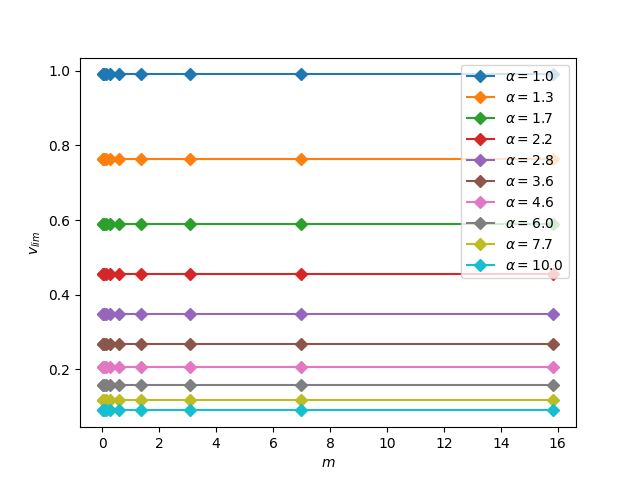 1.0
0.8
0.6
0.4
0.2
v_lim
0 2 4 6 8 10 12 14 16
m
α = 1.0
α = 1.3
α = 1.7
α = 2.2
α = 2.8
α = 3.6
α = 4.6
α = 6.0
α = 7.7
α = 10.0